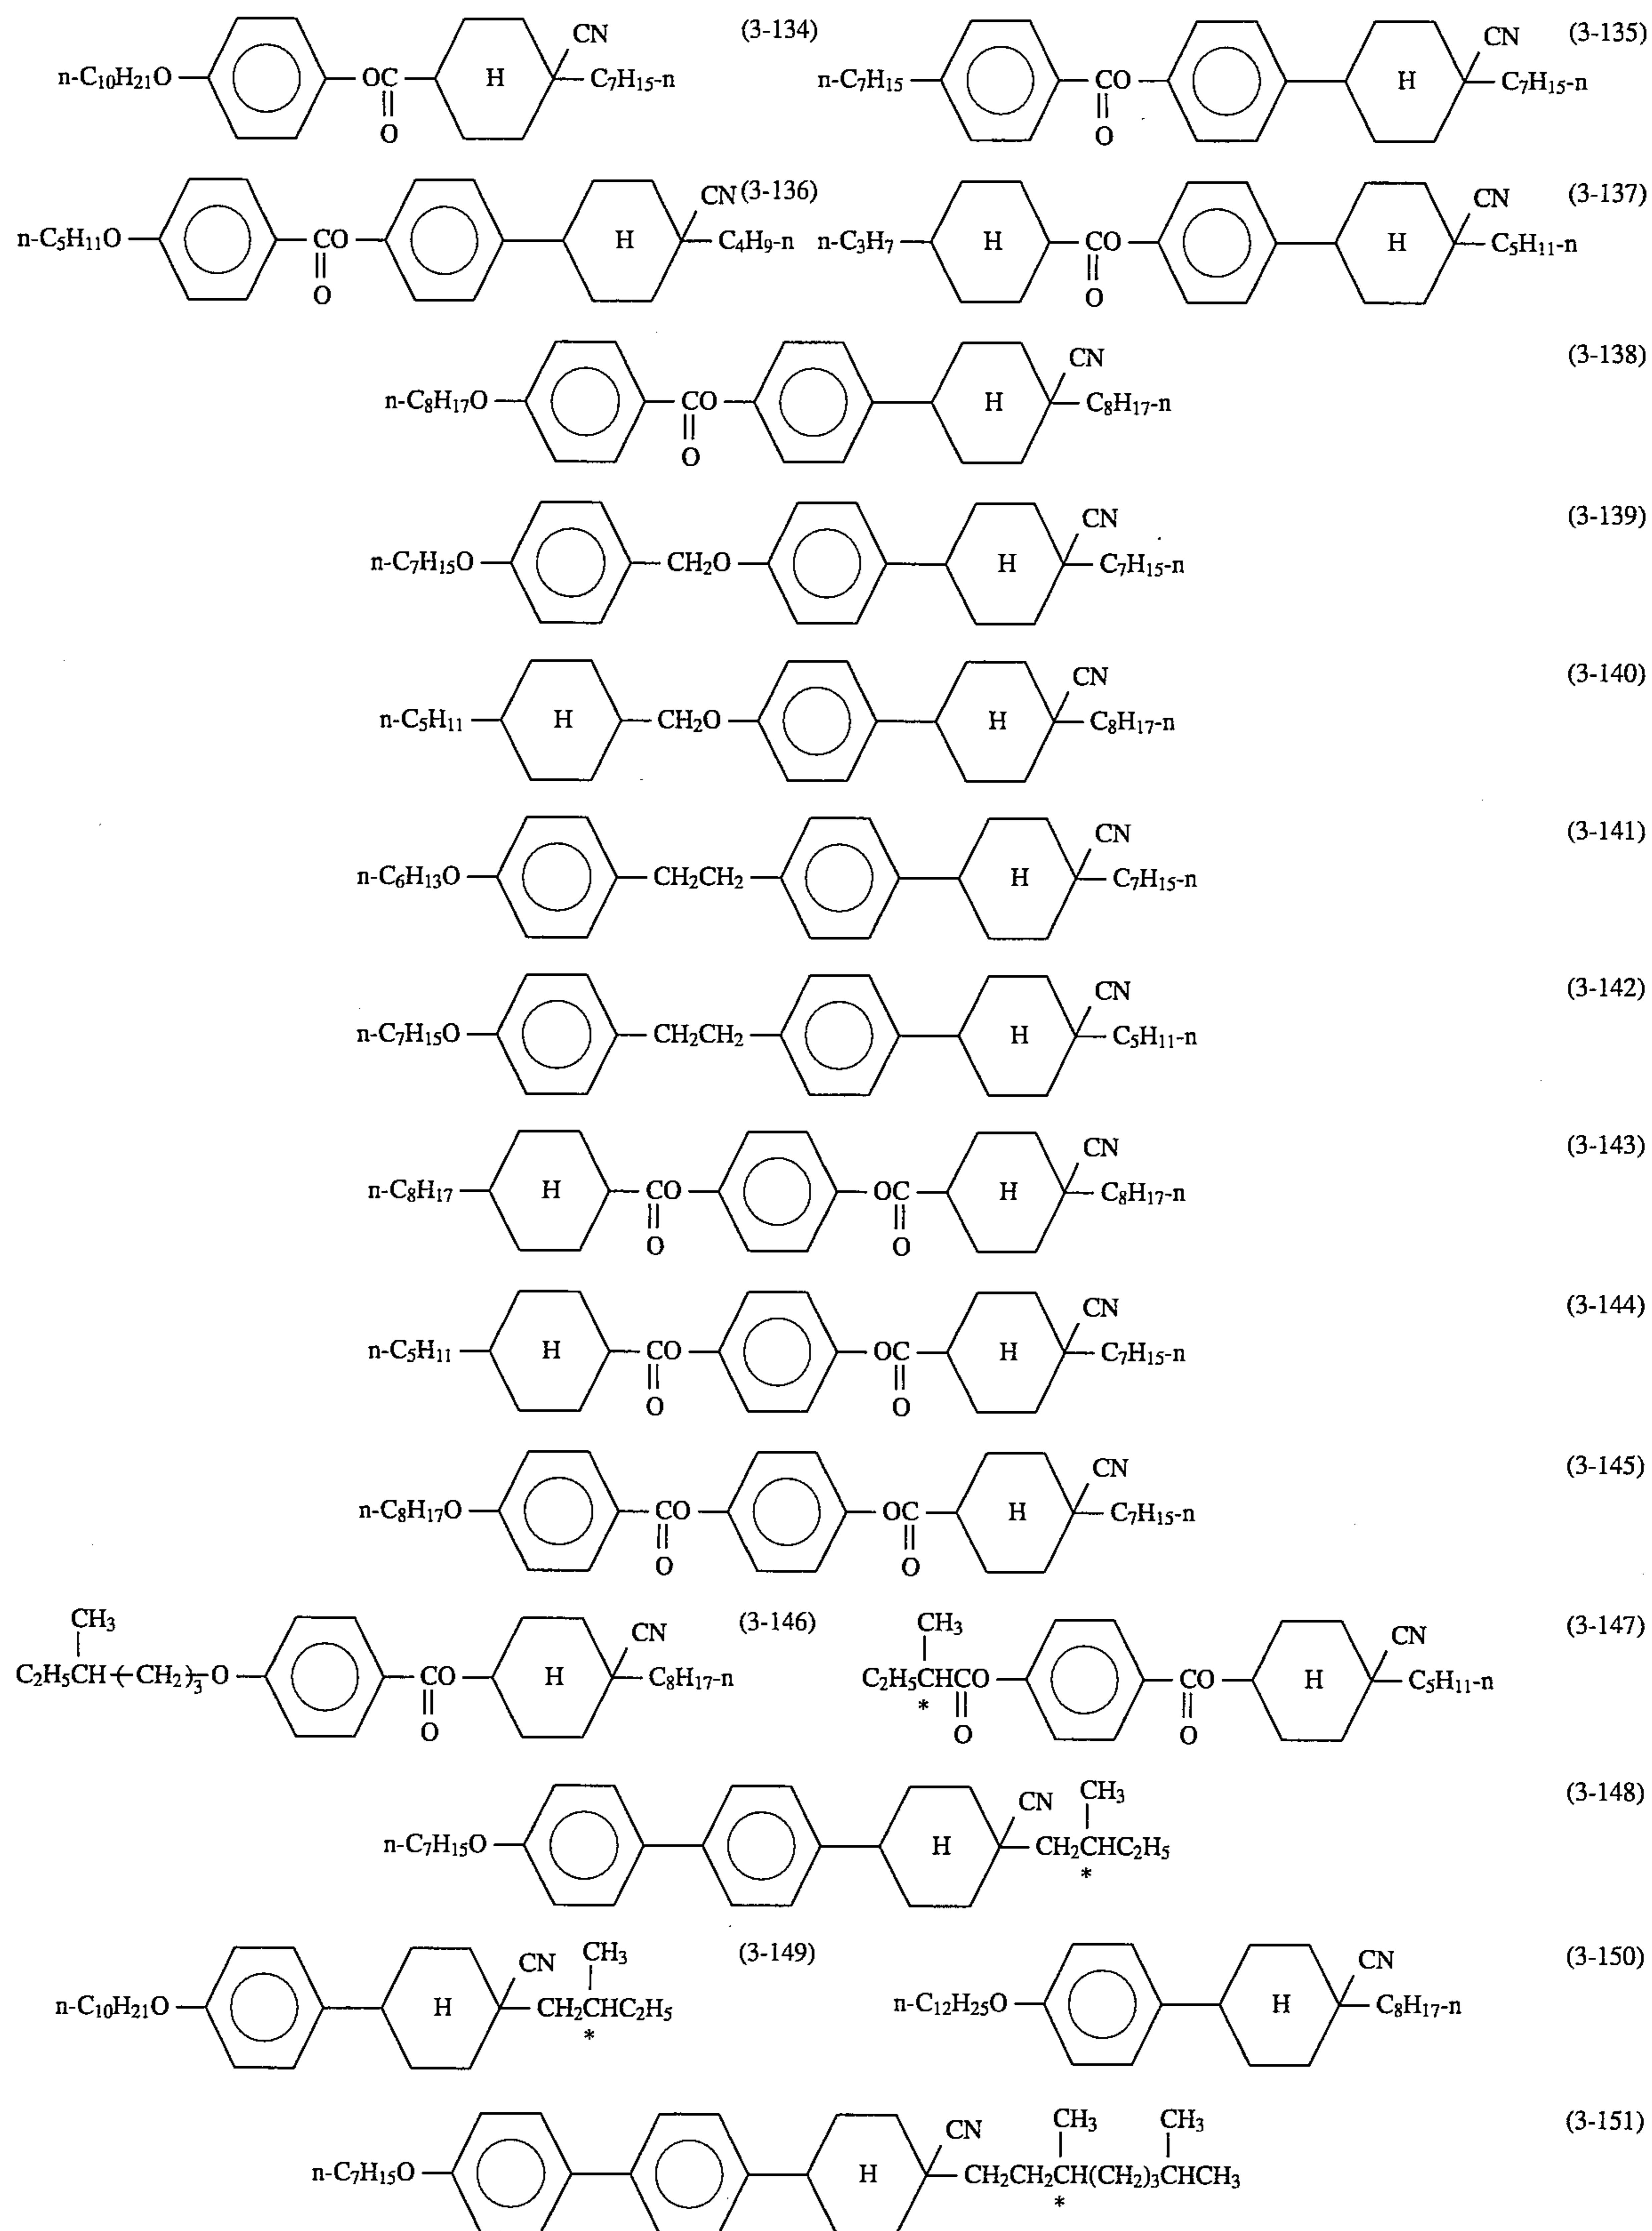 n-C₁₀H₂₁O OC O H CN C₇H₁₅-n (3-134)
n-C₇H₁₅ CO O H CN C₇H₁₅-n (3-135)
n-C₅H₁₁O CO O H CN C₄H₉-n (3-136)
n-C₃H₇ H CO O H CN C₅H₁₁-n (3-137)
n-C₈H₁₇O CO O H CN C₈H₁₇-n (3-138)
n-C₇H₁₅O CH₂O H CN C₇H₁₅-n (3-139)
n-C₅H₁₁ H CH₂O H CN C₈H₁₇-n (3-140)
n-C₆H₁₃O CH₂CH₂ H CN C₇H₁₅-n (3-141)
n-C₇H₁₅O CH₂CH₂ H CN C₅H₁₁-n (3-142)
n-C₈H₁₇ H CO O OC O H CN C₈H₁₇-n (3-143)
n-C₅H₁₁ H CO O OC O H CN C₇H₁₅-n (3-144)
n-C₈H₁₇O CO O OC O H CN C₇H₁₅-n (3-145)
CH₃ C₂H₅CH(CH₂)₃O CO O H CN C₈H₁₇-n (3-146)
CH₃ C₂H₅CHCO * O CO O H CN C₅H₁₁-n (3-147)
n-C₇H₁₅O H CN CH₃ CH₂CHC₂H₅ * (3-148)
n-C₁₀H₂₁O H CN CH₃ CH₂CHC₂H₅ * (3-149)
n-C₁₂H₂₅O H CN C₈H₁₇-n (3-150)
n-C₇H₁₅O H CN CH₃ CH₃ CH₂CH₂CH(CH₂)₃CHCH₃ * (3-151)